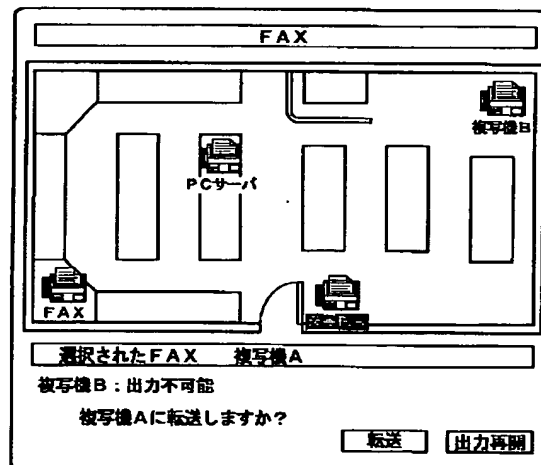 FAX
複写機B
PCサーバ
FAX
選択されたFAX 複写機A
複写機B：出力不可能
複写機Aに転送しますか？
転送 出力再開